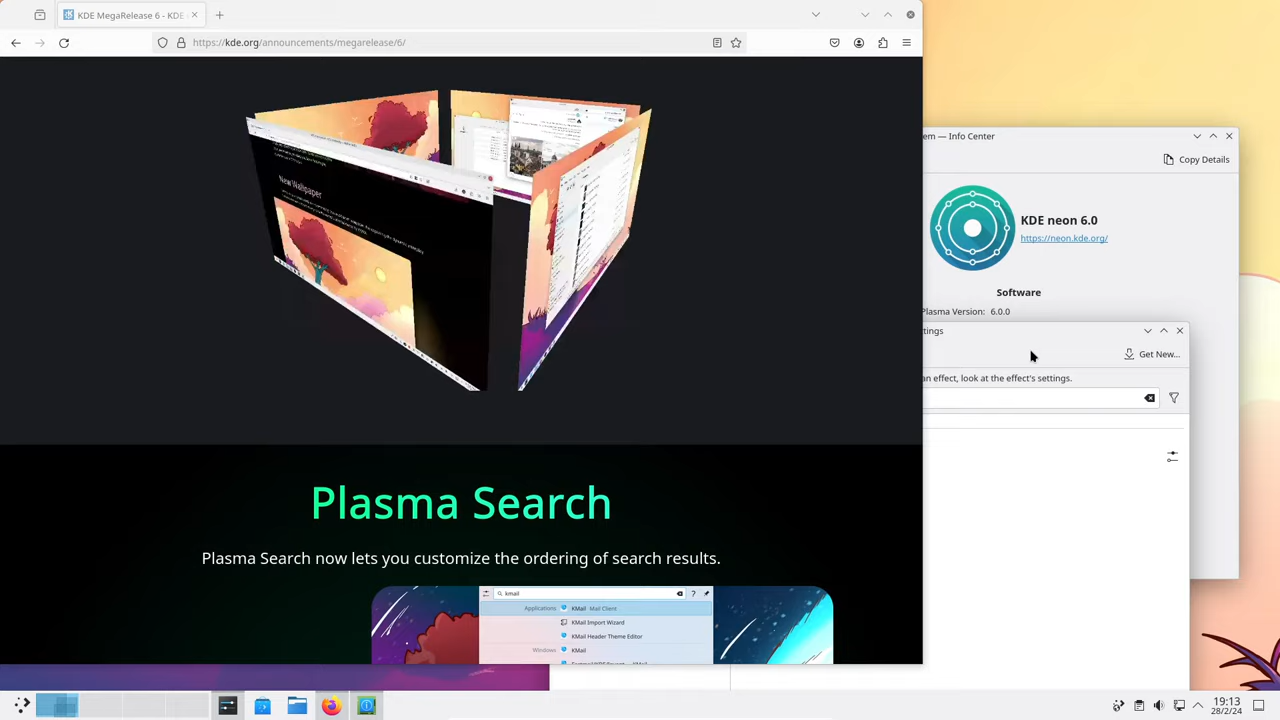 KDE MegaRelease 6 - KDE
https://kde.org/announcements/megarelease/6/
New Wallpaper
em — Info Center
Copy Details
KDE neon 6.0
https://neon.kde.org/
Software
Plasma Version: 6.0.0
tings
Get New...
an effect, look at the effect's settings.
Plasma Search
Plasma Search now lets you customize the ordering of search results.
kmail
?
Applications: KMail Mail Client
KMail Import Wizard
KMail Header Theme Editor
Windows KMail
19:13
28/2/24